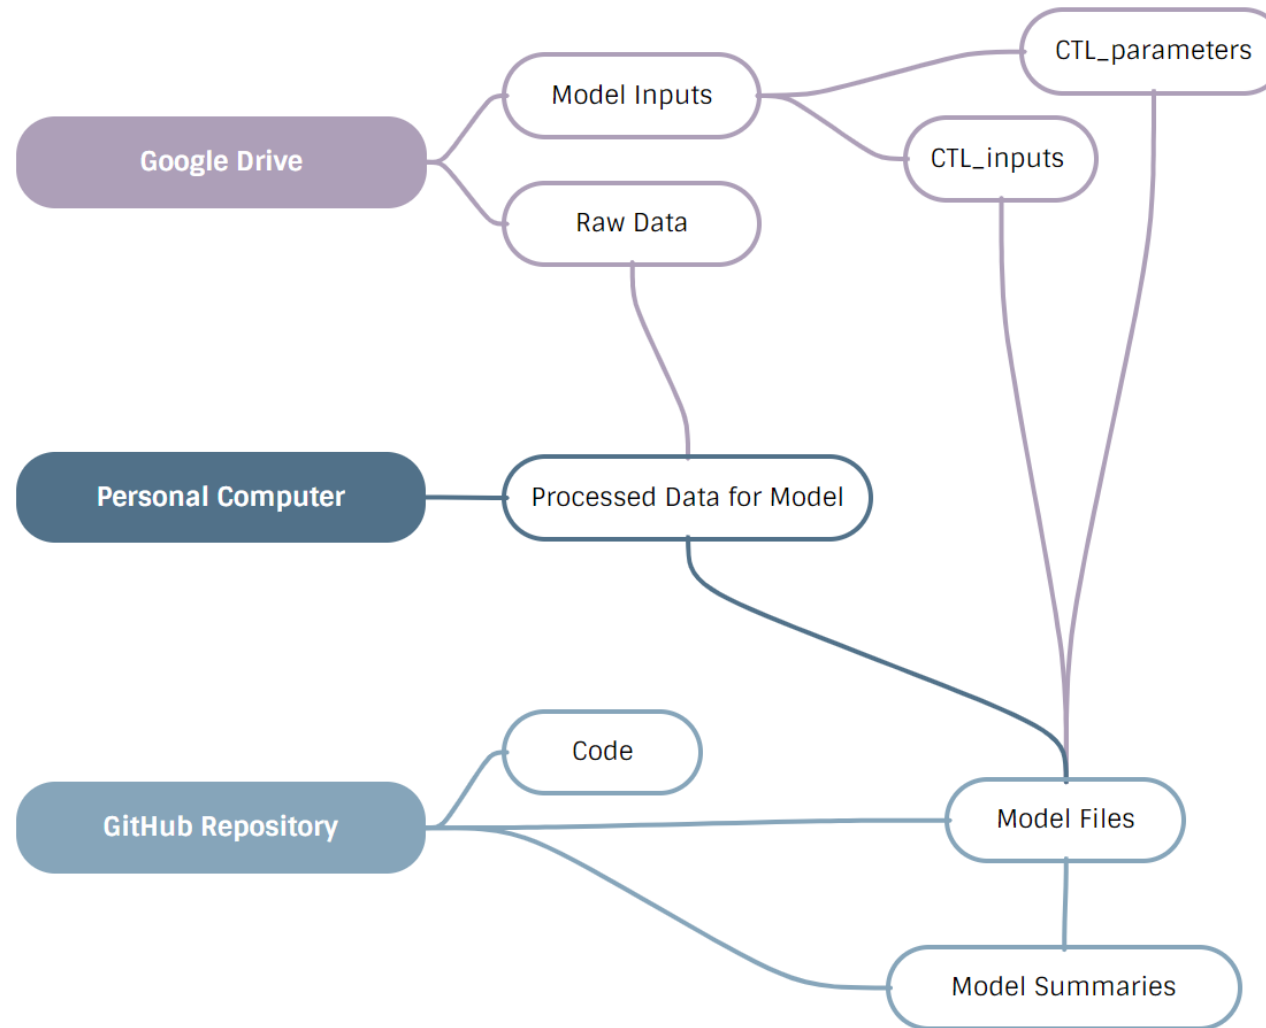 CTL_parameters
Model Inputs
CTL_inputs
Google Drive
Raw Data
Personal Computer
Processed Data for Model
Code
GitHub Repository
Model Files
Model Summaries